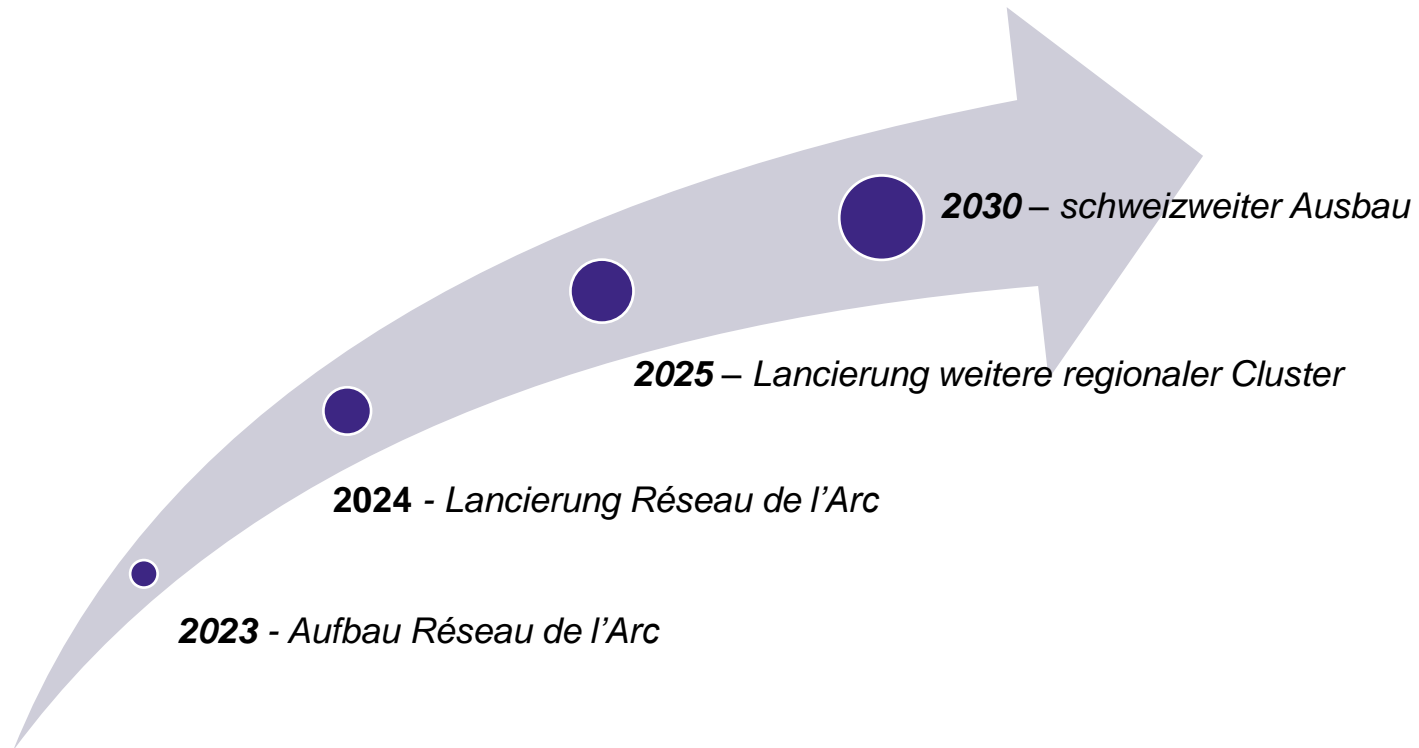 2030 – schweizweiter Ausbau
2025 – Lancierung weitere regionaler Cluster
2024 - Lancierung Réseau de l’Arc
2023 - Aufbau Réseau de l’Arc